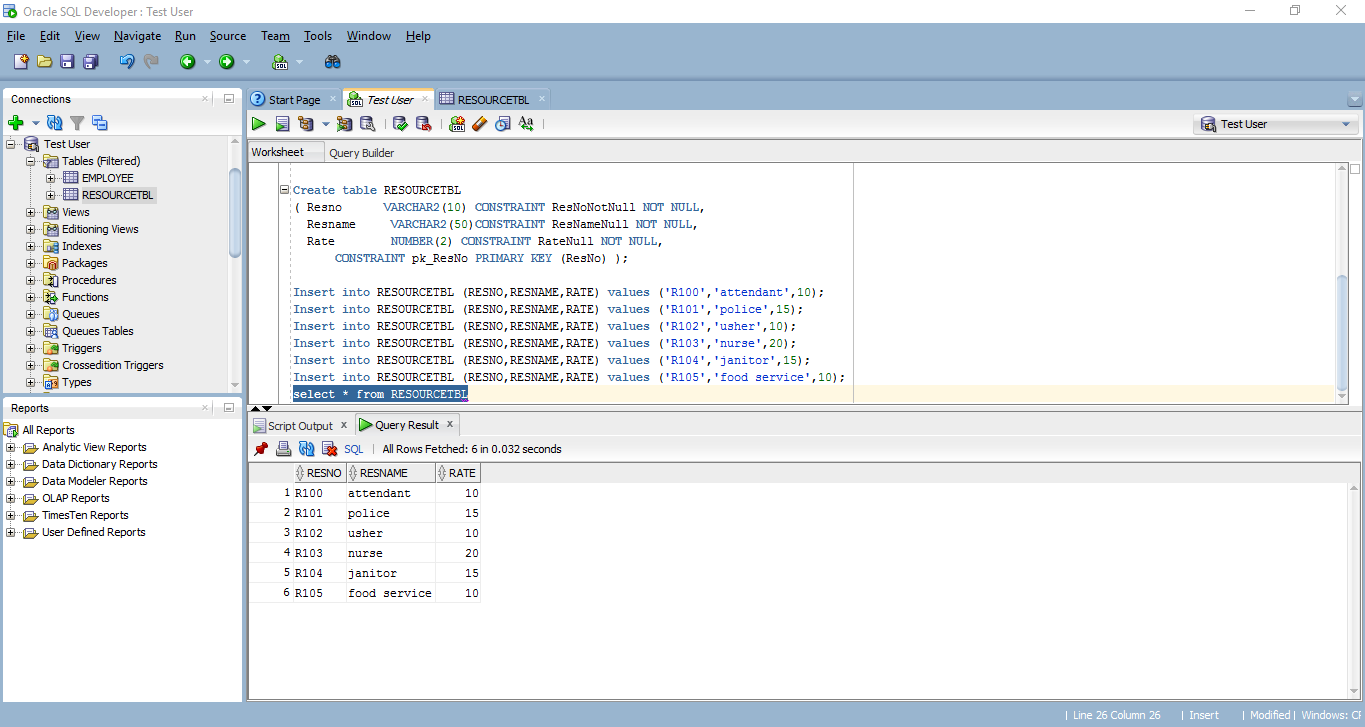 Oracle SQL Developer : Test User
File Edit View Navigate Run Source Team Tools Window Help
Connections
Test User
Tables (Filtered)
EMPLOYEE
RESOURCETBL
Views
Editioning Views
Indexes
Packages
Procedures
Functions
Queues
Queues Tables
Triggers
Crossedition Triggers
Types
Reports
All Reports
Analytic View Reports
Data Dictionary Reports
Data Modeler Reports
OLAP Reports
TimesTen Reports
User Defined Reports
Start Page Test User RESOURCETBL
Test User
Worksheet Query Builder
Create table RESOURCETBL
( Resno VARCHAR2(10) CONSTRAINT ResNoNotNull NOT NULL,
Resname VARCHAR2(50)CONSTRAINT ResNameNull NOT NULL,
Rate NUMBER(2) CONSTRAINT RateNull NOT NULL,
CONSTRAINT pk_ResNo PRIMARY KEY (ResNo) );
Insert into RESOURCETBL (RESNO,RESNAME,RATE) values ('R100','attendant',10);
Insert into RESOURCETBL (RESNO,RESNAME,RATE) values ('R101','police',15);
Insert into RESOURCETBL (RESNO,RESNAME,RATE) values ('R102','usher',10);
Insert into RESOURCETBL (RESNO,RESNAME,RATE) values ('R103','nurse',20);
Insert into RESOURCETBL (RESNO,RESNAME,RATE) values ('R104','janitor',15);
Insert into RESOURCETBL (RESNO,RESNAME,RATE) values ('R105','food service',10);
select * from RESOURCETBL
Script Output Query Result
SQL | All Rows Fetched: 6 in 0.032 seconds
RESNO RESNAME RATE
1 R100 attendant 10
2 R101 police 15
3 R102 usher 10
4 R103 nurse 20
5 R104 janitor 15
6 R105 food service 10
| Line 26 Column 26 | Insert | Modified | Windows: CF